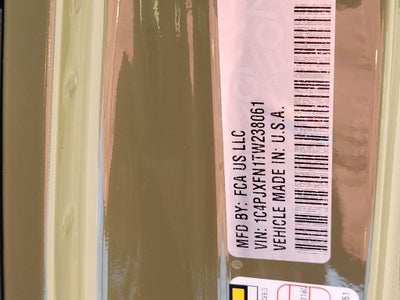 MFD BY: FCA US LLC
VIN: 1C4PJXFN1TW238061
VEHICLE MADE IN: U.S.A.